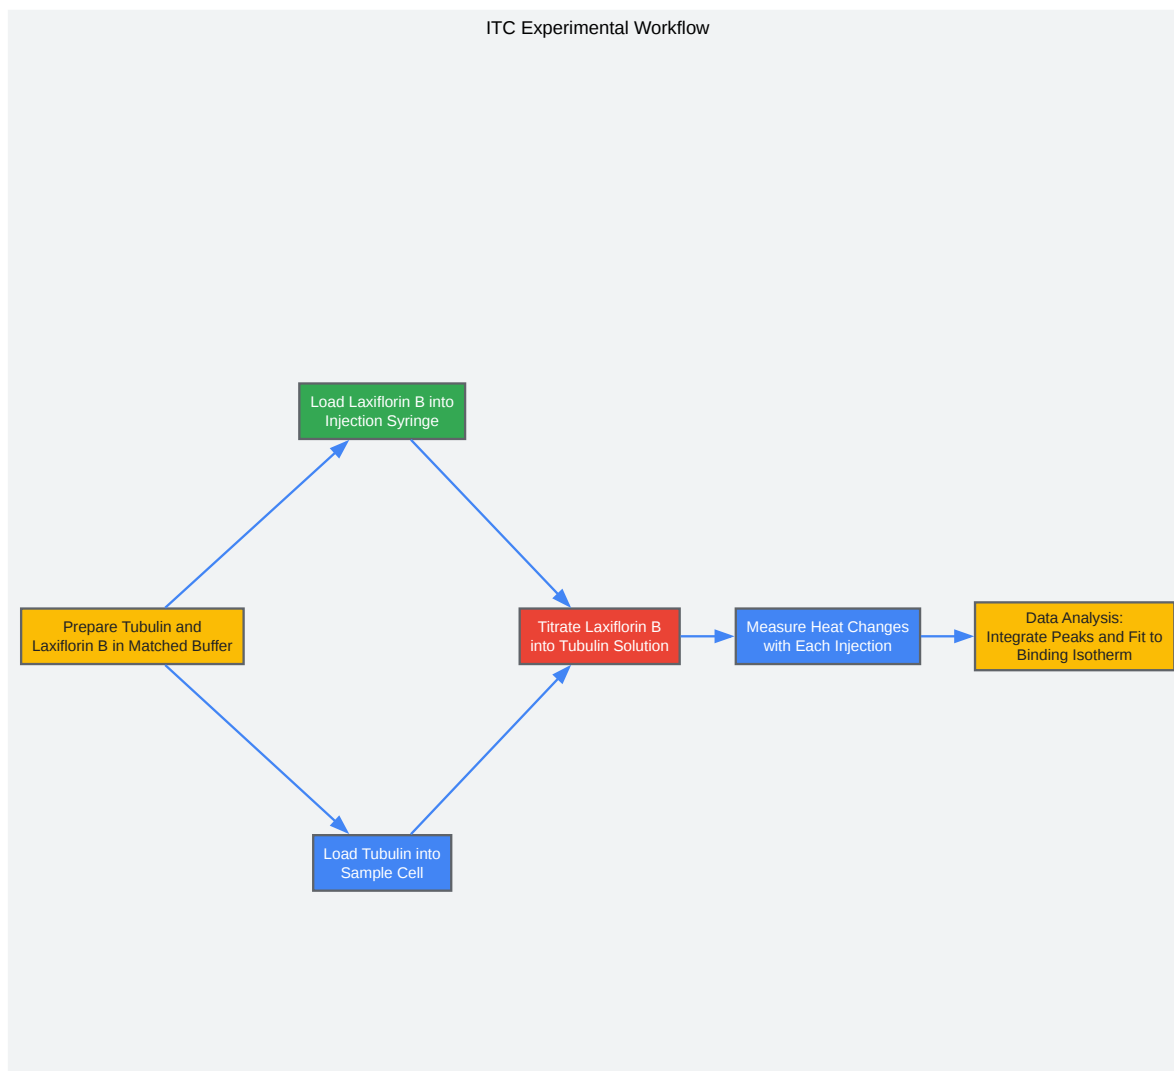 ITC Experimental Workflow
Load Laxiflorin B into
Injection Syringe
Prepare Tubulin and
Laxiflorin B in Matched Buffer
Titrate Laxiflorin B
into Tubulin Solution
Measure Heat Changes
with Each Injection
Data Analysis:
Integrate Peaks and Fit to
Binding Isotherm
Load Tubulin into
Sample Cell